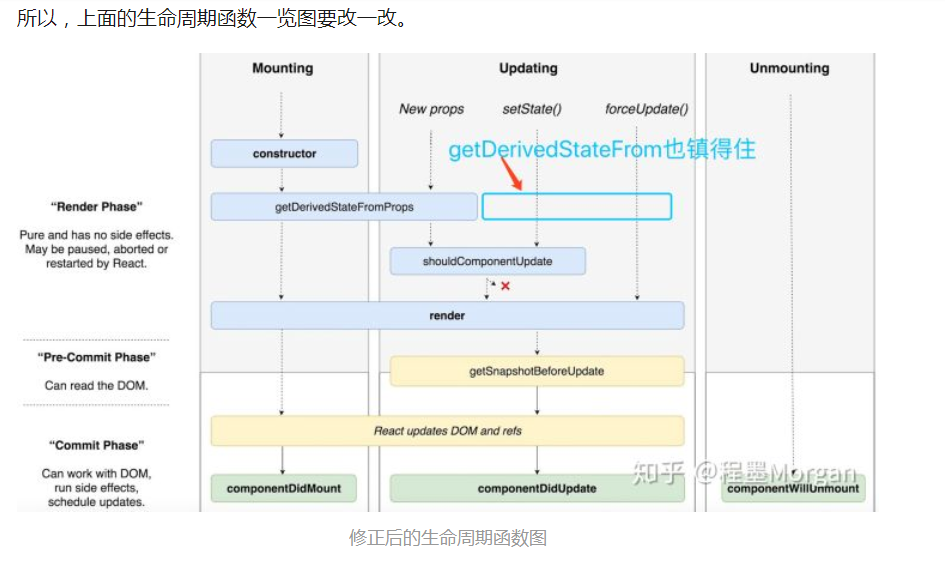 所以，上面的生命周期函数一览图要改一改。
Mounting
Updating
Unmounting
New props
setState()
forceUpdate()
getDerivedStateFrom也镇得住
constructor
“Render Phase”
Pure and has no side effects.
May be paused, aborted or
restarted by React.
getDerivedStateFromProps
shouldComponentUpdate
render
“Pre-Commit Phase”
Can read the DOM.
getSnapshotBeforeUpdate
“Commit Phase”
Can work with DOM,
run side effects,
schedule updates.
React updates DOM and refs
componentDidMount
componentDidUpdate
componentWillUnmount
知乎 @程墨Morgan
修正后的生命周期函数图